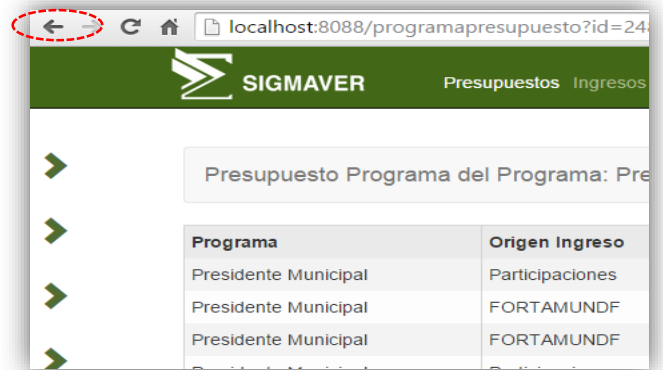 localhost:8088/programapresupuesto?id=248
SIGMAVER
Presupuestos Ingresos
Presupuesto Programa del Programa: Pre
Programa Origen Ingreso
Presidente Municipal Participaciones
Presidente Municipal FORTAMUNDF
Presidente Municipal FORTAMUNDF